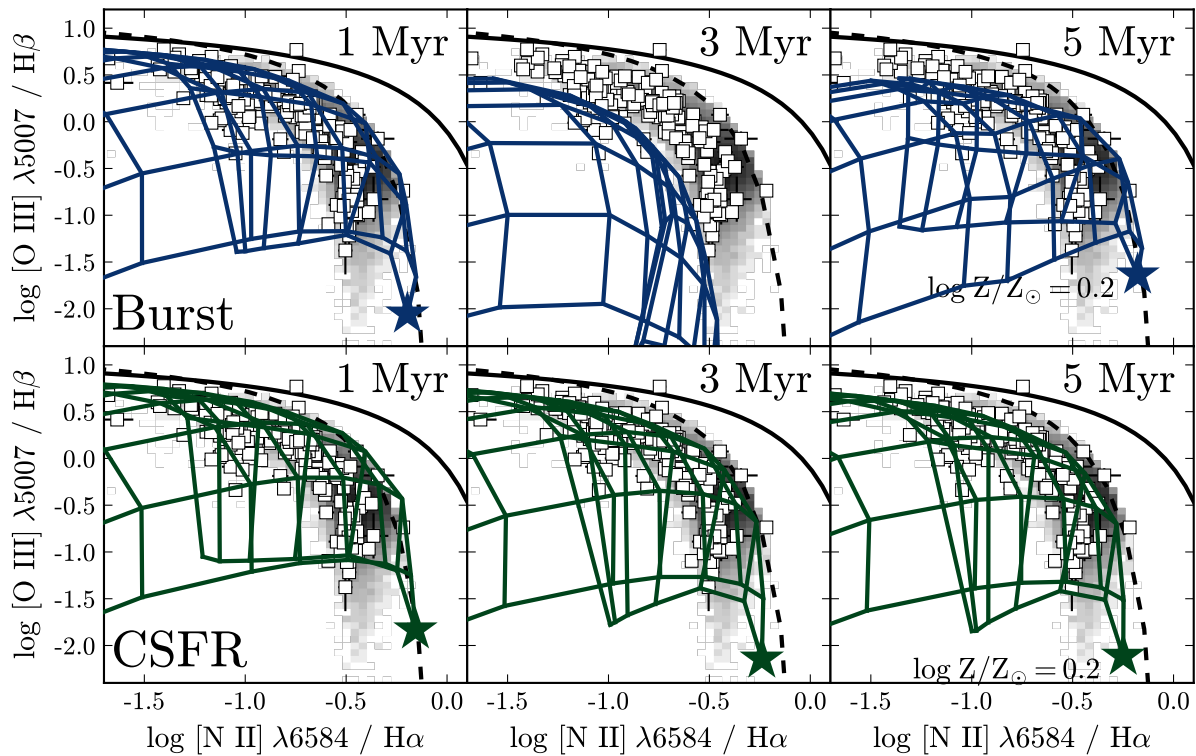 log [O III] λ5007 / Hβ
1.0
0.5
0.0
-0.5
-1.0
-1.5
-2.0
1 Myr
Burst
3 Myr
5 Myr
log Z/Z⊙ = 0.2
log [O III] λ5007 / Hβ
1.0
0.5
0.0
-0.5
-1.0
-1.5
-2.0
1 Myr
CSFR
3 Myr
5 Myr
log Z/Z⊙ = 0.2
-1.5 -1.0 -0.5 0.0
-1.5 -1.0 -0.5 0.0
-1.5 -1.0 -0.5 0.0
log [N II] λ6584 / Hα
log [N II] λ6584 / Hα
log [N II] λ6584 / Hα